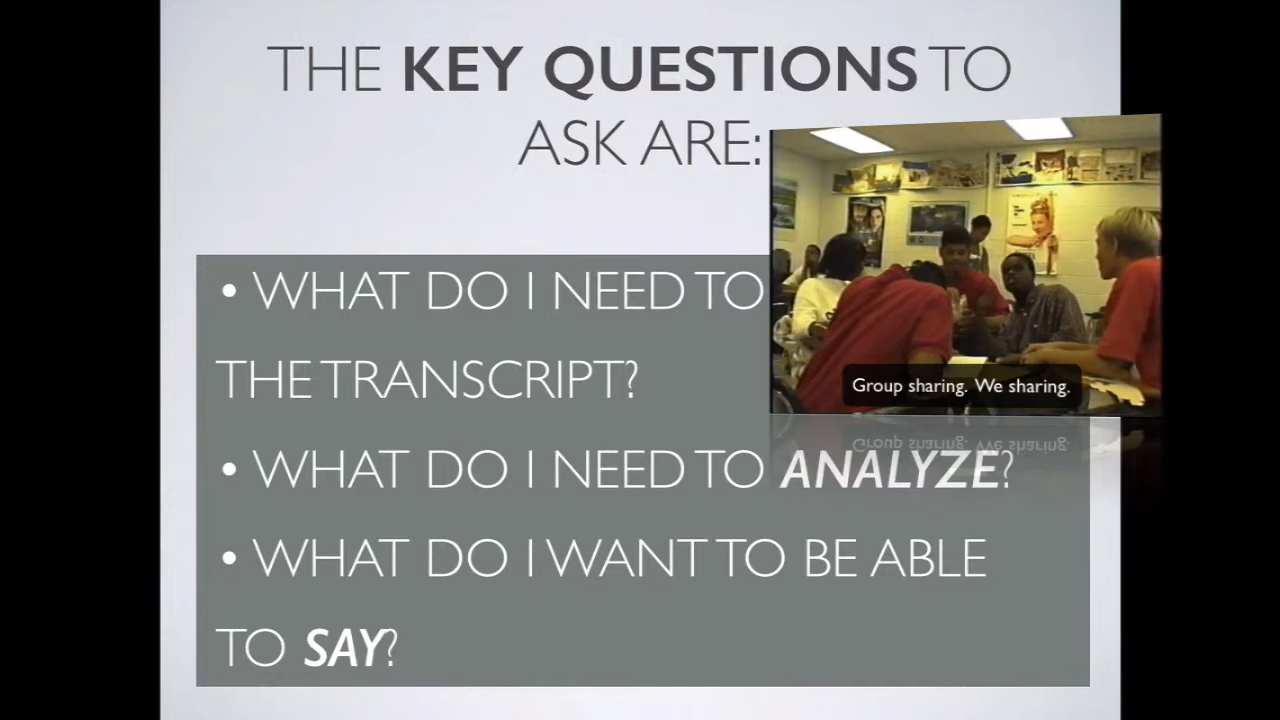 THE KEY QUESTIONS TO
ASK ARE:
• WHAT DO I NEED TO
THE TRANSCRIPT?
• WHAT DO I NEED TO ANALYZE?
• WHAT DO I WANT TO BE ABLE
TO SAY?
Group sharing. We sharing.